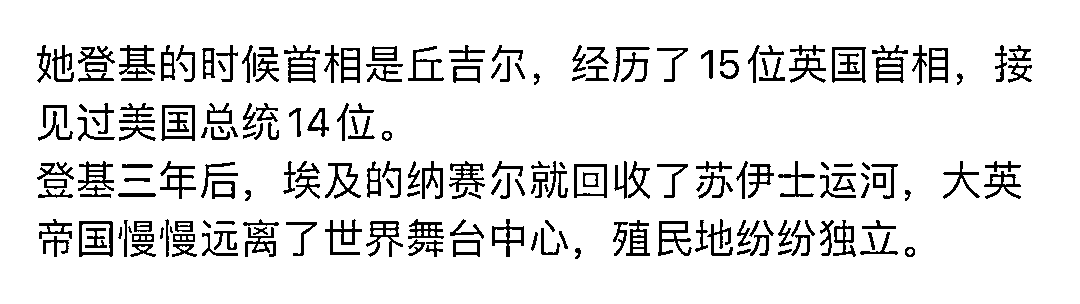 她登基的时候首相是丘吉尔，经历了15位英国首相，接
见过美国总统14位。
登基三年后，埃及的纳赛尔就回收了苏伊士运河，大英
帝国慢慢远离了世界舞台中心，殖民地纷纷独立。